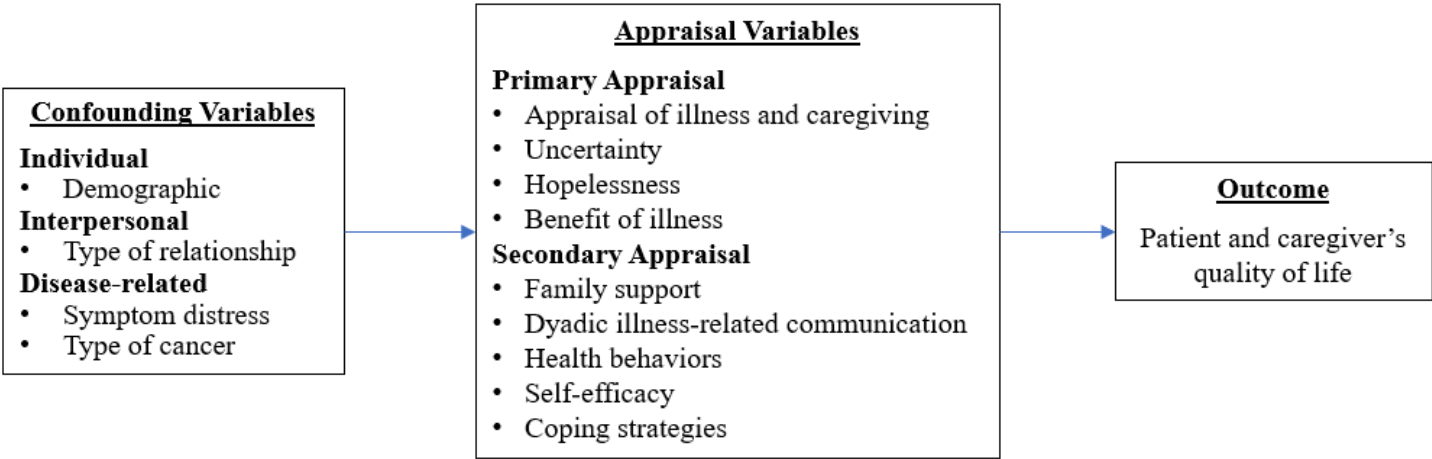 Confounding Variables
Individual
• Demographic
Interpersonal
• Type of relationship
Disease-related
• Symptom distress
• Type of cancer
Appraisal Variables
Primary Appraisal
• Appraisal of illness and caregiving
• Uncertainty
• Hopelessness
• Benefit of illness
Secondary Appraisal
• Family support
• Dyadic illness-related communication
• Health behaviors
• Self-efficacy
• Coping strategies
Outcome
Patient and caregiver’s
quality of life